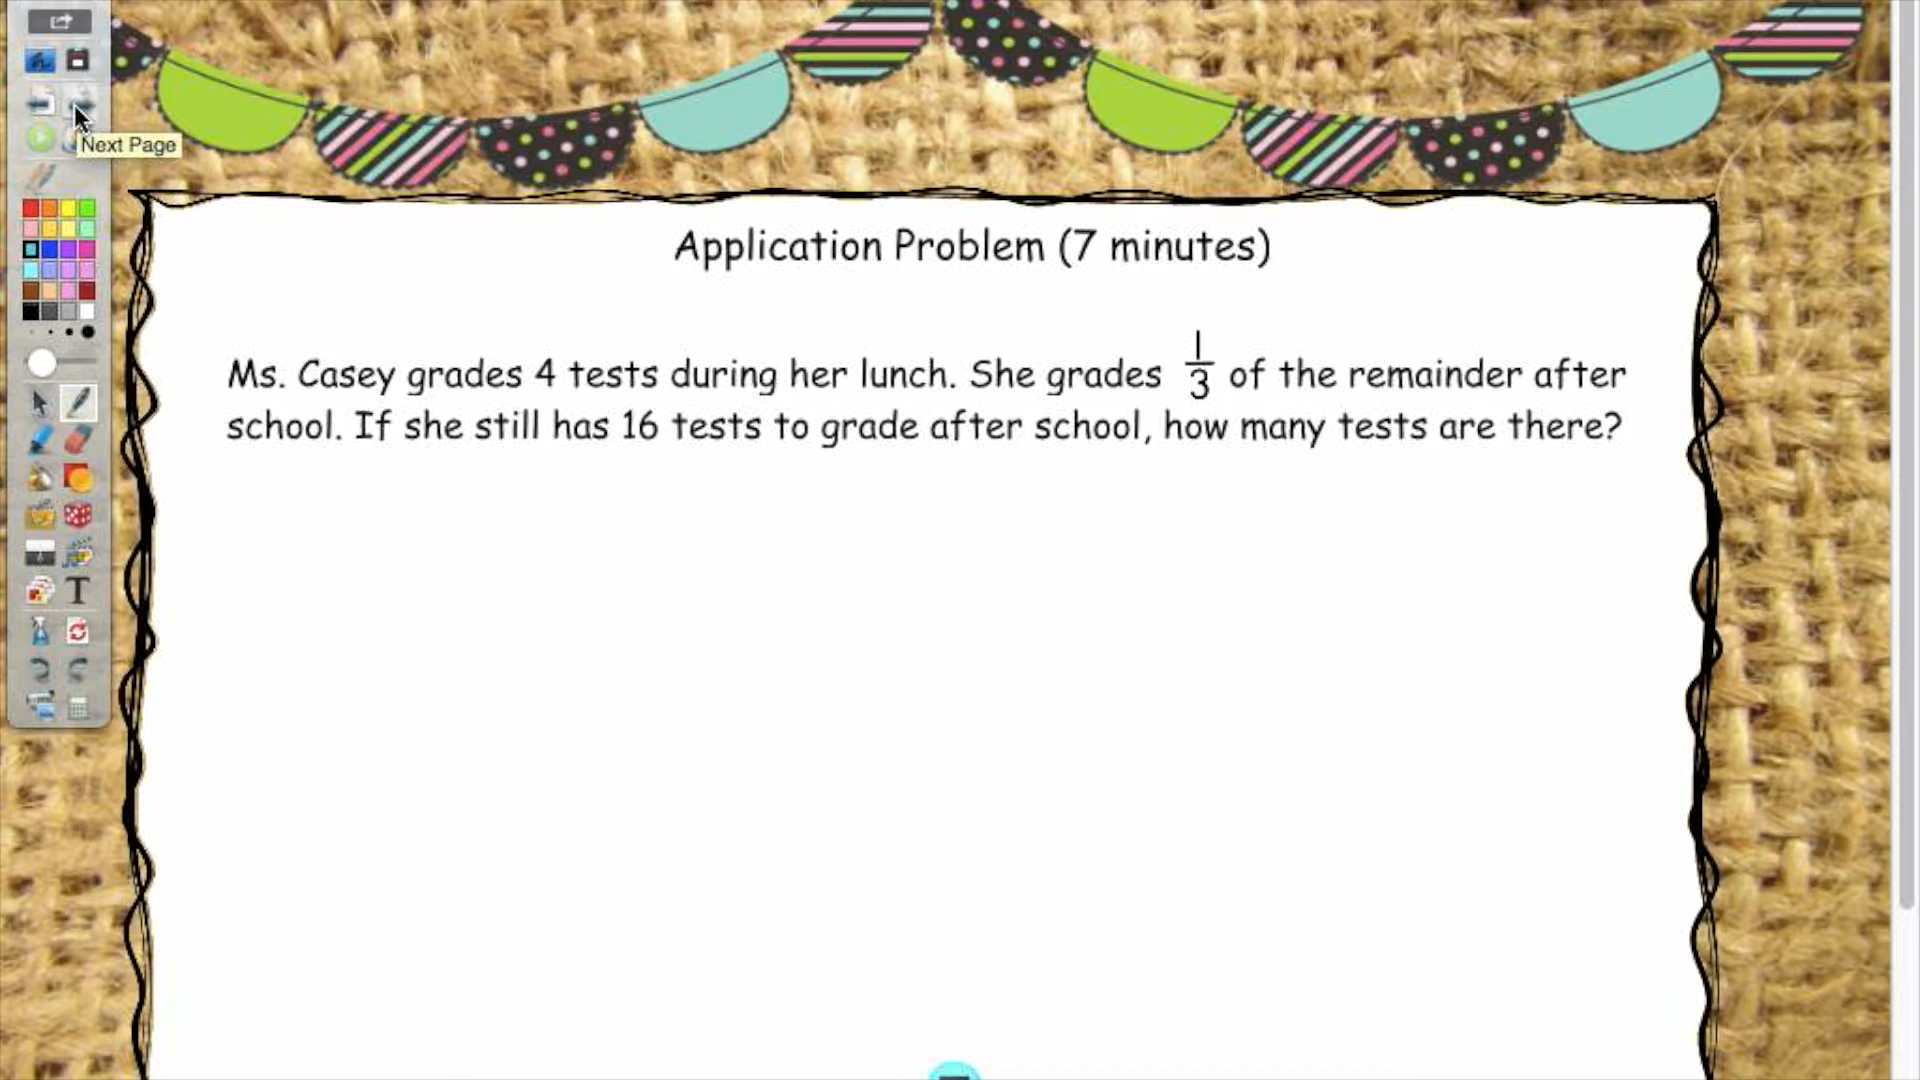 Next Page
Application Problem (7 minutes)
Ms. Casey grades 4 tests during her lunch. She grades 1/3 of the remainder after
school. If she still has 16 tests to grade after school, how many tests are there?
T